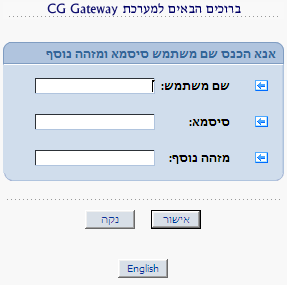 ברוכים הבאים למערכת CG Gateway
אנא הכנס שם משתמש סיסמא ומזהה נוסף
שם משתמש:
סיסמא:
מזהה נוסף:
אישור נקה
English